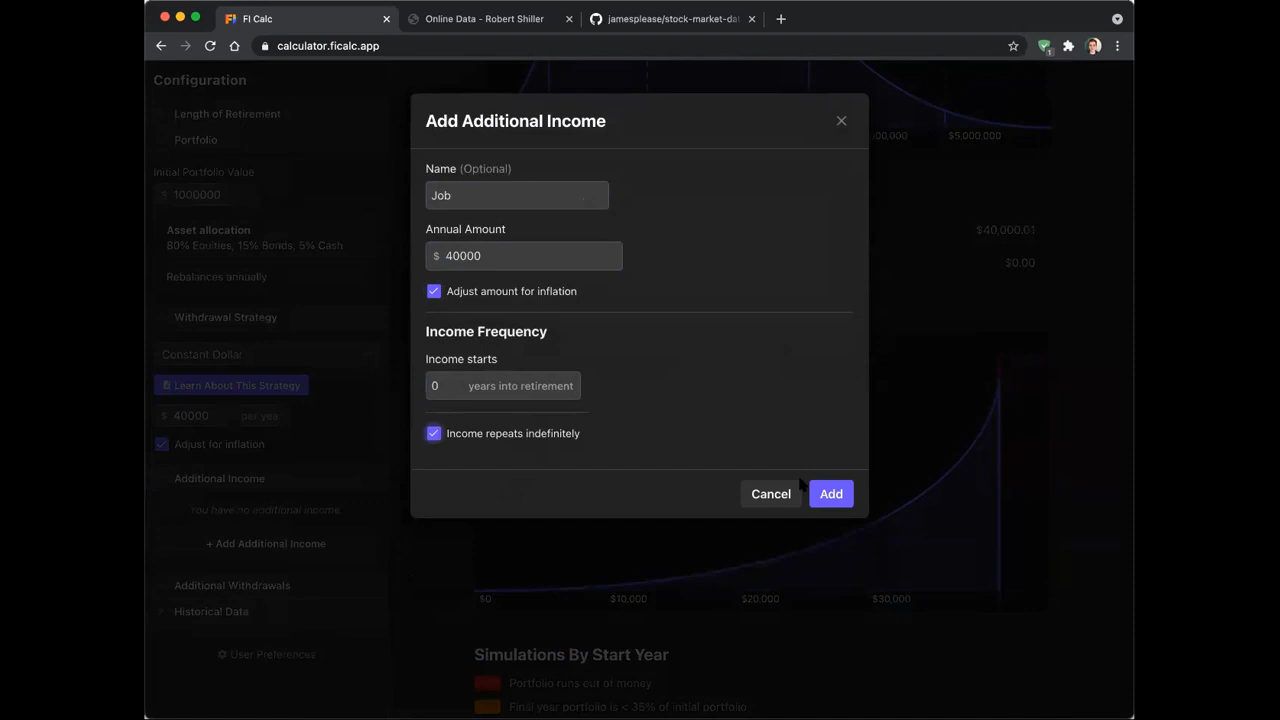 FI Calc
Online Data - Robert Shiller
jamesplease/stock-market-da
calculator.ficalc.app
1
Configuration
Length of Retirement
Portfolio
Initial Portfolio Value
$ 1000000
Asset allocation
80% Equities, 15% Bonds, 5% Cash
Rebalances annually
Withdrawal Strategy
Constant Dollar
Learn About This Strategy
$ 40000 per year
Adjust for inflation
Additional Income
You have no additional income.
+ Add Additional Income
Additional Withdrawals
Historical Data
User Preferences
Add Additional Income
Name (Optional)
Job
Annual Amount
$ 40000
Adjust amount for inflation
Income Frequency
Income starts
0 years into retirement
Income repeats indefinitely
Cancel
Add
$5,000,000
$40,000.01
$0.00
$0
$10,000
$20,000
$30,000
Simulations By Start Year
Portfolio runs out of money
Final year portfolio is < 35% of initial portfolio